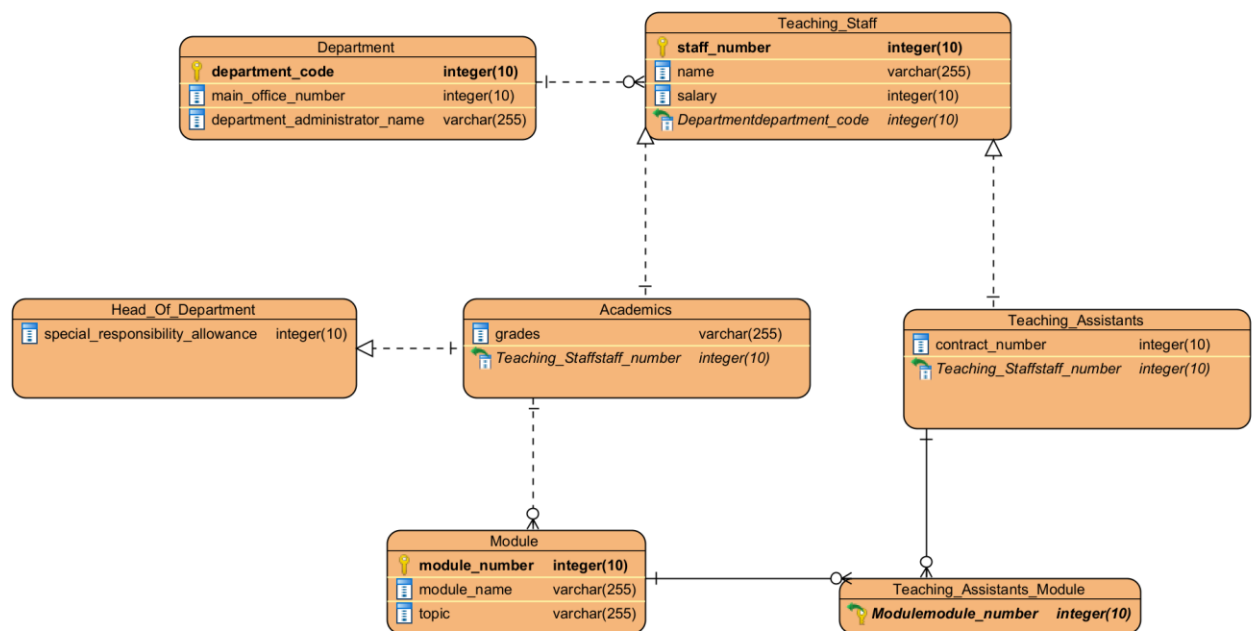 Department
department_code integer(10)
main_office_number integer(10)
department_administrator_name varchar(255)
Teaching_Staff
staff_number integer(10)
name varchar(255)
salary integer(10)
Departmentdepartment_code integer(10)
Head_Of_Department
special_responsibility_allowance integer(10)
Academics
grades varchar(255)
Teaching_Staffstaff_number integer(10)
Teaching_Assistants
contract_number integer(10)
Teaching_Staffstaff_number integer(10)
Module
module_number integer(10)
module_name varchar(255)
topic varchar(255)
Teaching_Assistants_Module
Modulemodule_number integer(10)